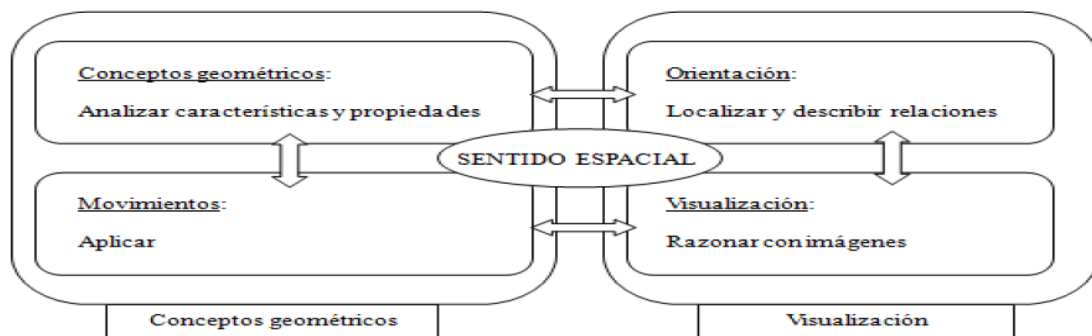 Conceptos geométricos:
Analizar características y propiedades
Orientación:
Localizar y describir relaciones
SENTIDO ESPACIAL
Movimientos:
Aplicar
Visualización:
Razonar con imágenes
Conceptos geométricos
Visualización